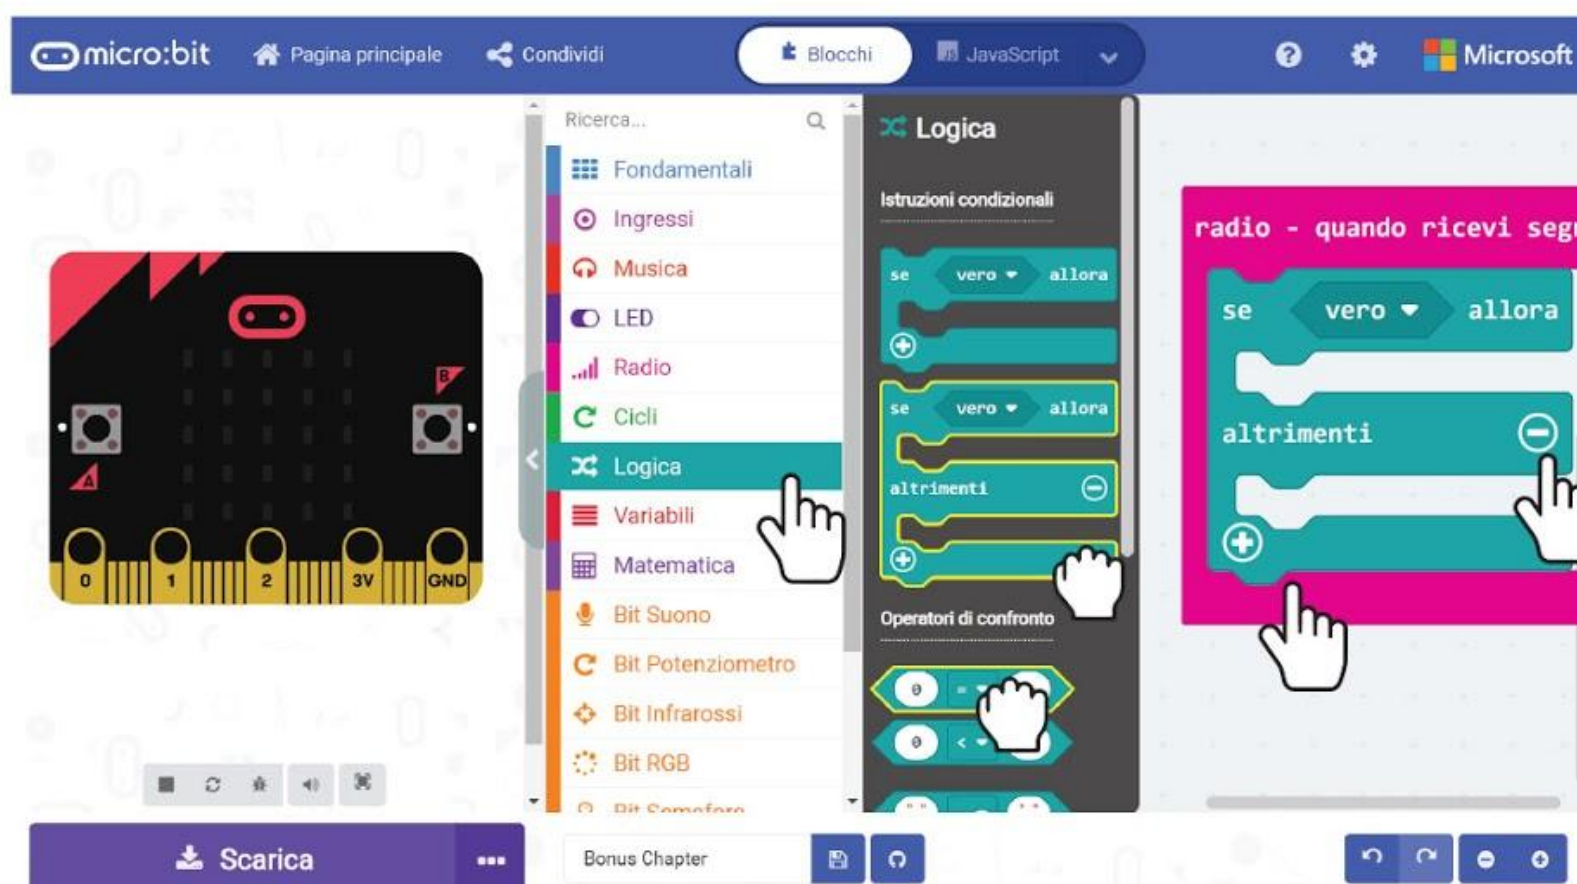 micro:bit
Pagina principale
Condividi
Blocchi
JavaScript
Microsoft
Ricerca...
Fondamentali
Ingressi
Musica
LED
Radio
Cicli
Logica
Variabili
Matematica
Bit Suono
Bit Potenziometro
Bit Infrarossi
Bit RGB
Bit Semaforo
Logica
Istruzioni condizionali
se vero allora
se vero allora
altrimenti
Operatori di confronto
0 =
0 <
radio - quando ricevi
se vero allora
altrimenti
B
A
0 1 2 3V GND
Scarica
Bonus Chapter